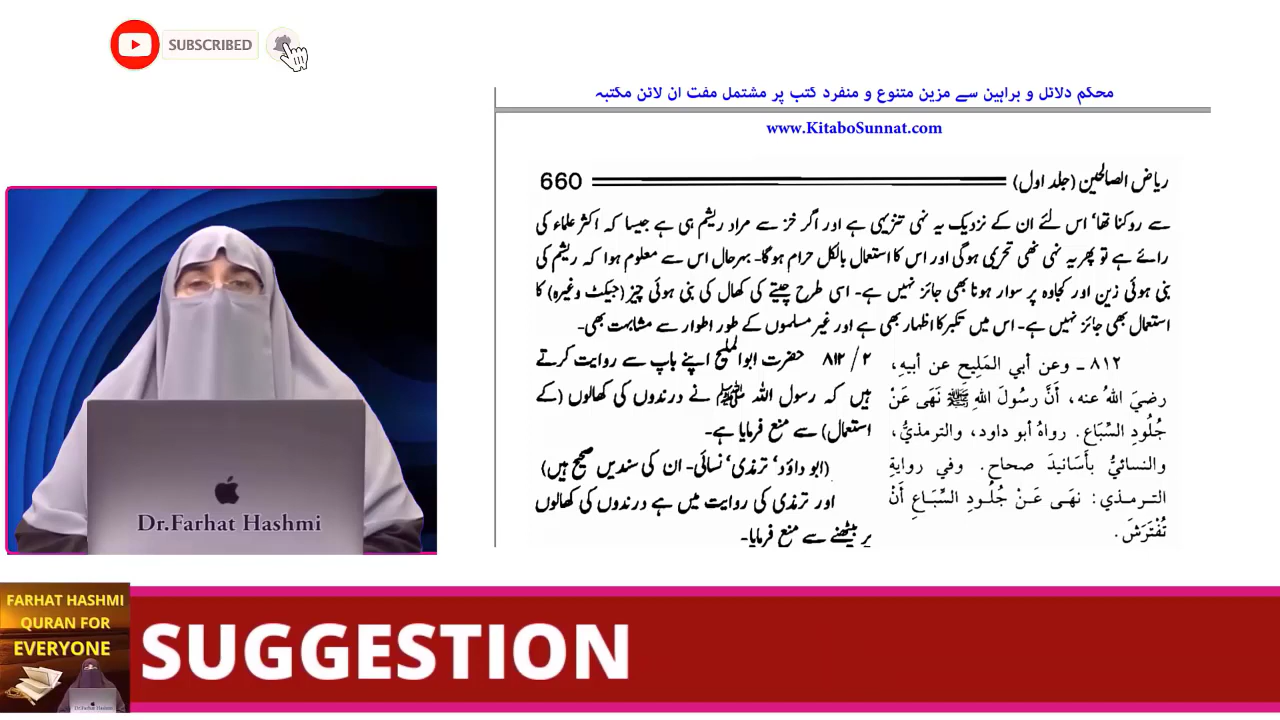 SUBSCRIBED
محکم دلائل و براہین سے مزین متنوع و منفرد کتب پر مشتمل مفت ان لائن مکتبہ
www.KitaboSunnat.com
ریاض الصالحین (جلد اول) 660
سے روکنا تھا' اس لئے ان کے نزدیک یہ نہی تنزیہی ہے اور اگر خز سے مراد ریشم ہی ہے جیسا کہ اکثر علماء کی
رائے ہے تو پھر یہ نہی تحریمی ہوگی اور اس کا استعمال بالکل حرام ہوگا۔ بہرحال اس سے معلوم ہوا کہ ریشم کی
بنی ہوئی زین اور کجاوہ پر سوار ہونا بھی جائز نہیں ہے۔ اسی طرح چیتے کی کھال کی بنی ہوئی چیز (جیکٹ وغیرہ) کا
استعمال بھی جائز نہیں ہے۔ اس میں تکبر کا اظہار بھی ہے اور غیر مسلموں کے طور اطوار سے مشابہت بھی۔
٨١٢ ـ وعن أبي المَلِيحِ عن أبيهِ،
رضيَ اللهُ عنه، أَنَّ رسُولَ اللهِ ﷺ نَهَى عَنْ
جُلُودِ السِّبَاعِ. رواهُ أبو داود، والترمذيُّ،
والنسائيُّ بأَسَانِيدَ صحاحٍ. وفي روايةِ
الترمذي: نهَى عَنْ جُلُودِ السِّبَاعِ أَنْ
تُفْتَرَشَ.
٢ / ٨١٢ حضرت ابوالملیح اپنے باپ سے روایت کرتے
ہیں کہ رسول اللہ ﷺ نے درندوں کی کھالوں (کے
استعمال) سے منع فرمایا ہے۔
(ابو داؤد' ترمذی' نسائی۔ ان کی سندیں صحیح ہیں)
اور ترمذی کی روایت میں ہے درندوں کی کھالوں
پر بیٹھنے سے منع فرمایا۔
Dr.Farhat Hashmi
FARHAT HASHMI
QURAN FOR
EVERYONE
SUGGESTION